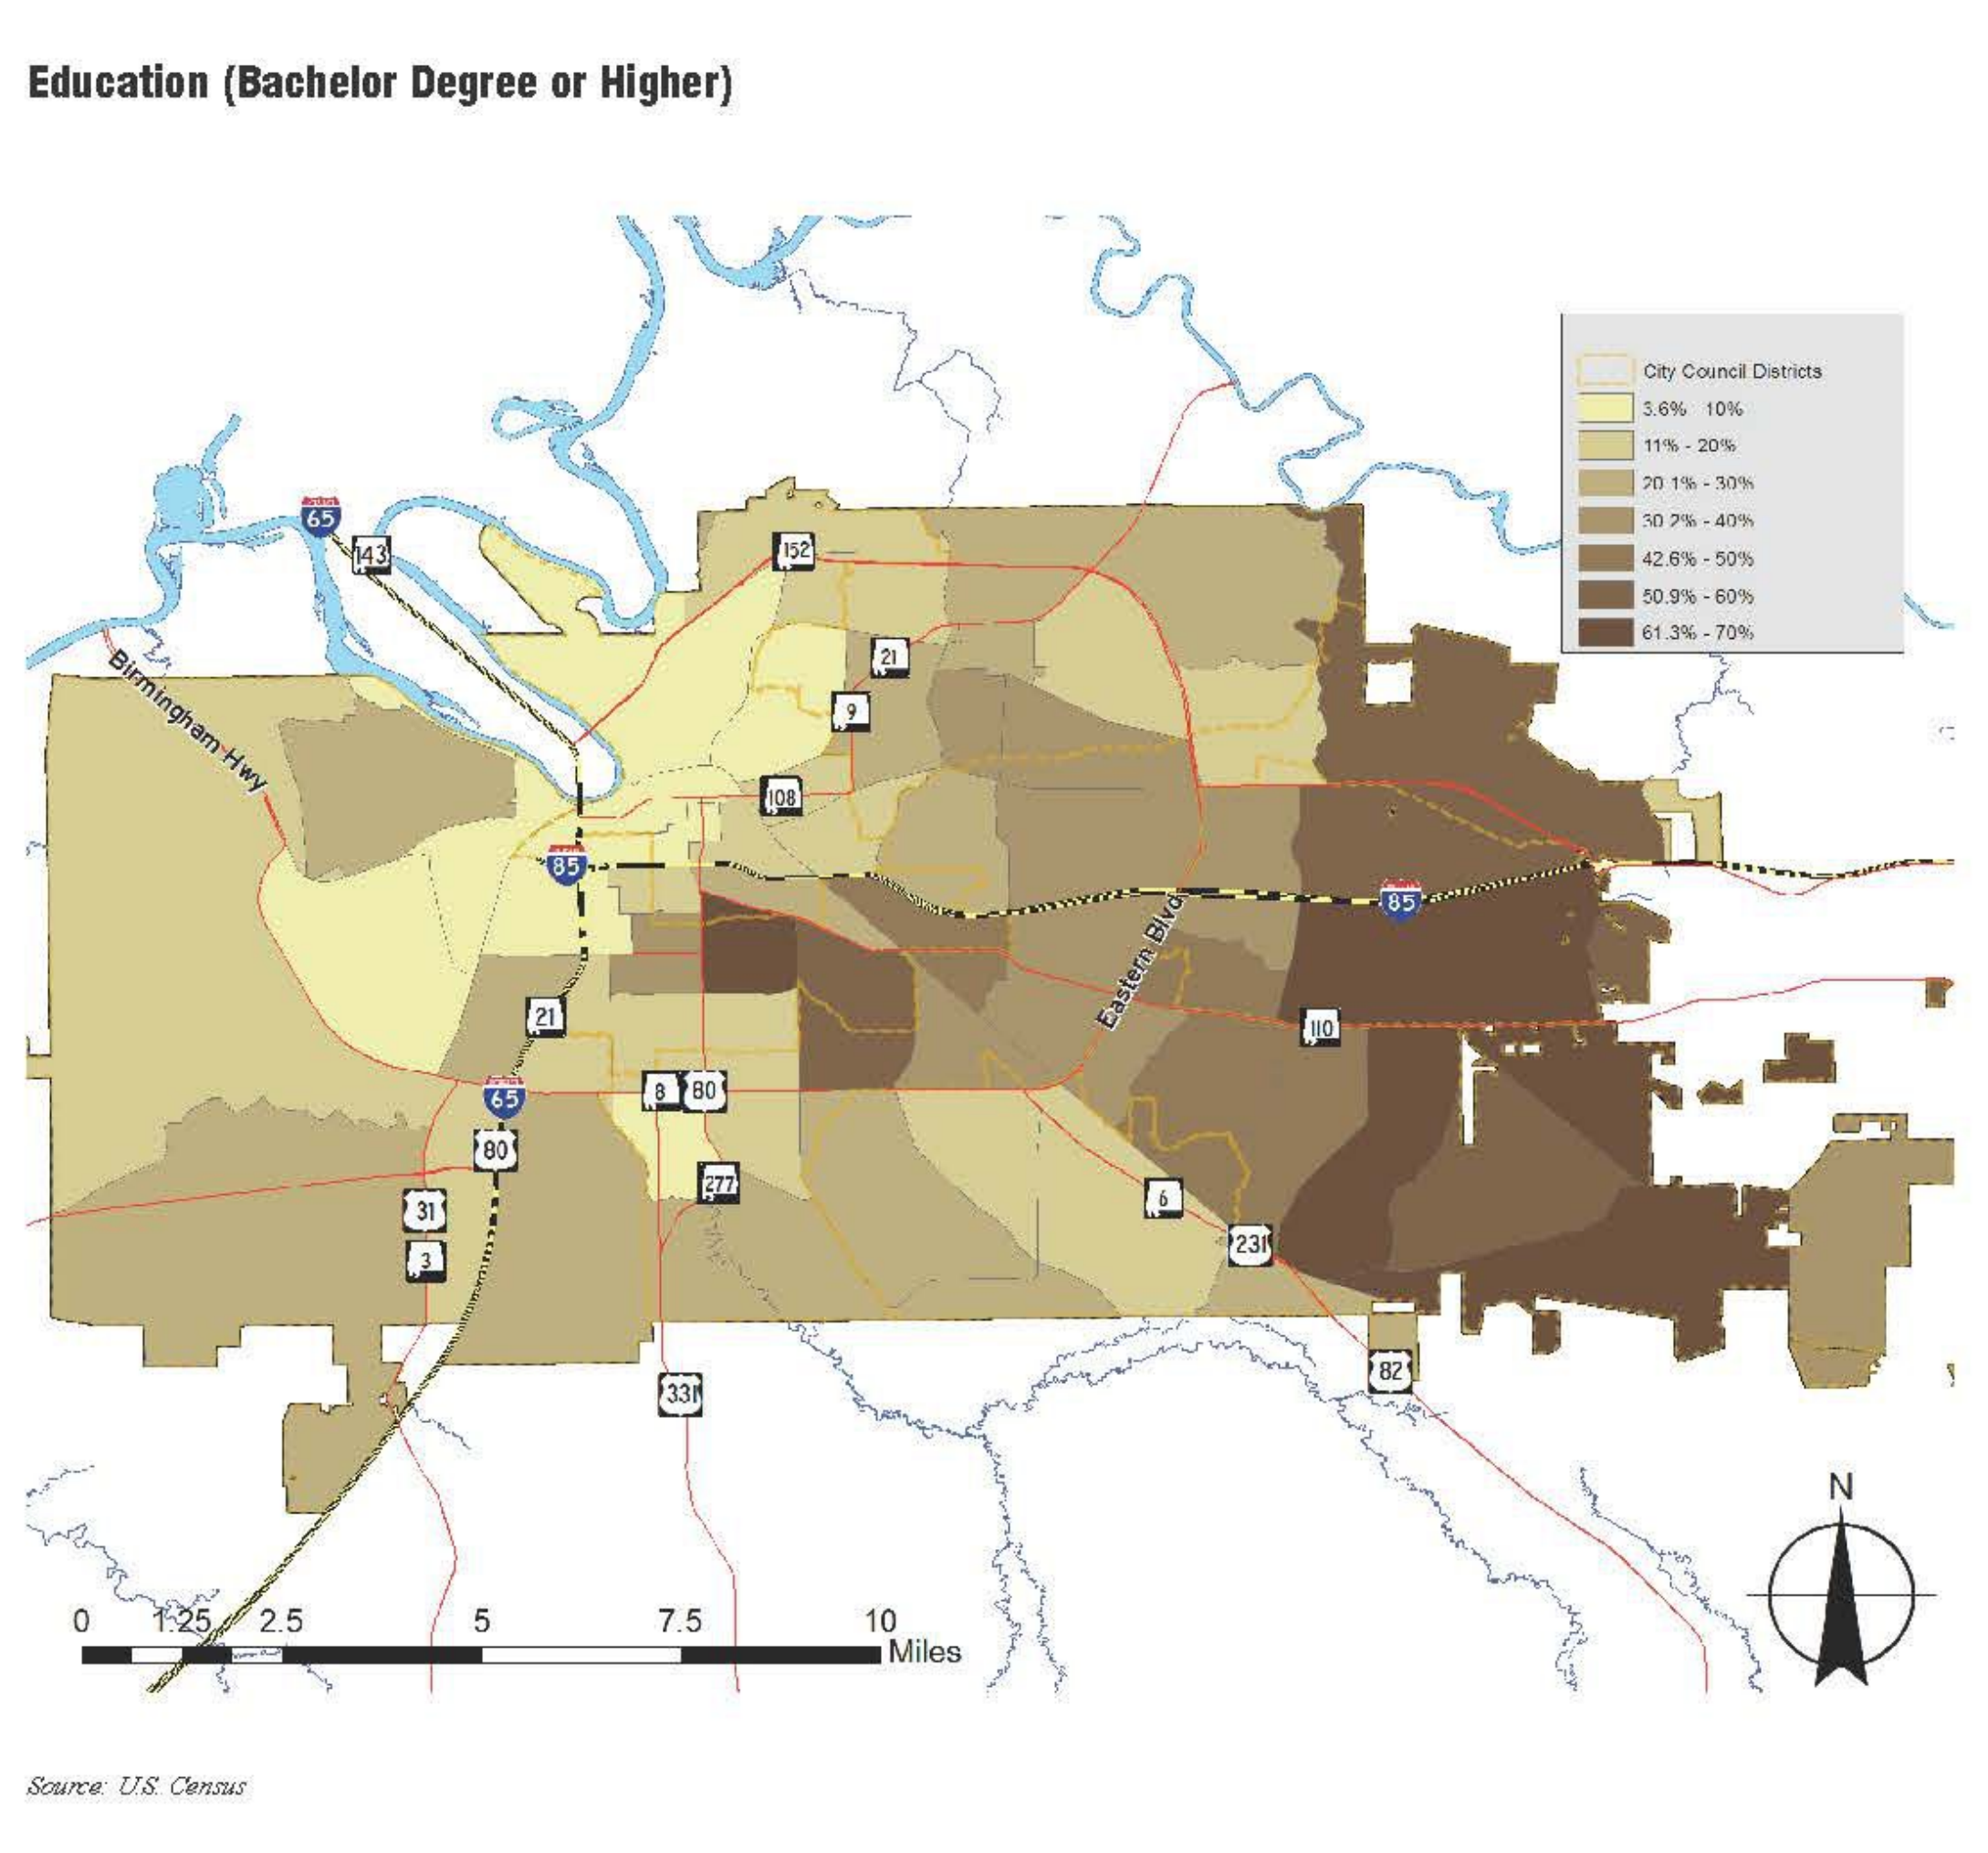 Education (Bachelor Degree or Higher)
City Council Districts
3.6% 10%
11% - 20%
20 1% - 30%
30 2% - 40%
42.6% - 50%
50.9% - 60%
61.3% - 70%
65
143
152
Birmingham Hwy
21
9
108
85
85
Eastern Blvd
21
110
65
8
80
80
277
31
6
3
231
82
331
N
0 1.25 2.5 5 7.5 10
Miles
Source: U.S. Census